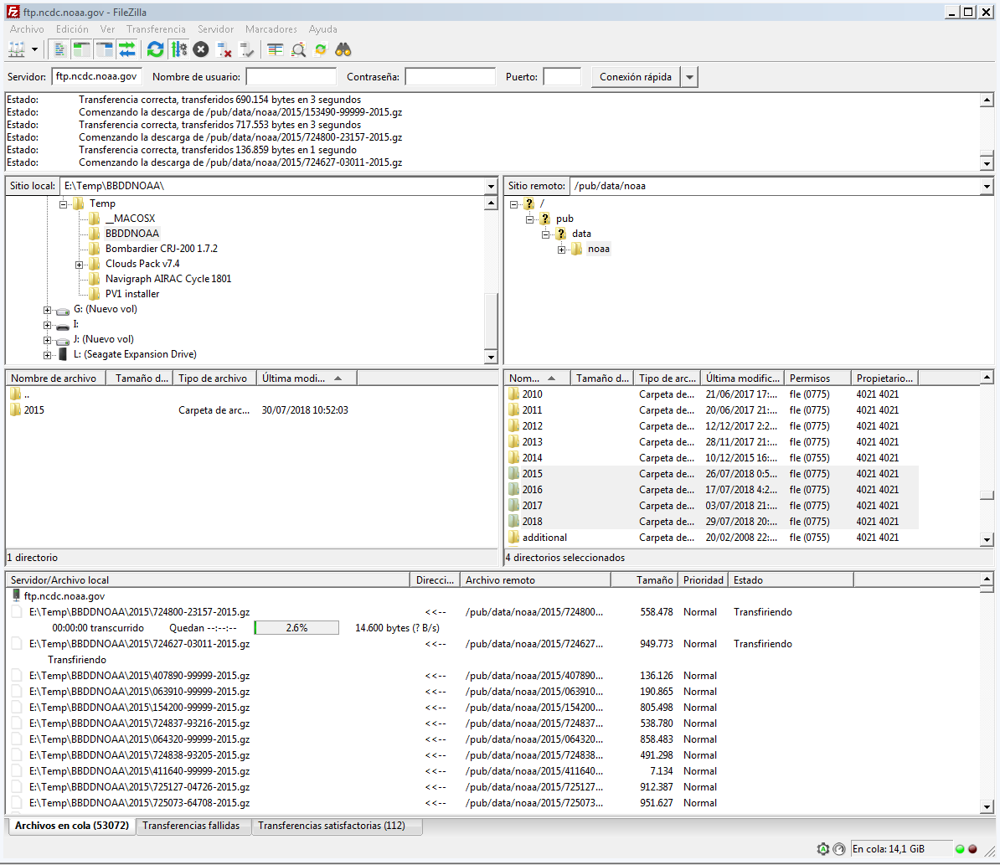 ftp.ncdc.noaa.gov - FileZilla
Archivo Edición Ver Transferencia Servidor Marcadores Ayuda
Servidor: ftp.ncdc.noaa.gov Nombre de usuario: Contraseña: Puerto: Conexión rápida
Estado: Transferencia correcta, transferidos 690.154 bytes en 3 segundos
Estado: Comenzando la descarga de /pub/data/noaa/2015/153490-99999-2015.gz
Estado: Transferencia correcta, transferidos 717.553 bytes en 3 segundos
Estado: Comenzando la descarga de /pub/data/noaa/2015/724800-23157-2015.gz
Estado: Transferencia correcta, transferidos 136.859 bytes en 1 segundo
Estado: Comenzando la descarga de /pub/data/noaa/2015/724627-03011-2015.gz
Sitio local: E:\Temp\BBDDNOAA\
Temp
__MACOSX
BBDDNOAA
Bombardier CRJ-200 1.7.2
Clouds Pack v7.4
Navigraph AIRAC Cycle 1801
PV1 installer
G: (Nuevo vol)
I:
J: (Nuevo vol)
L: (Seagate Expansion Drive)
Sitio remoto: /pub/data/noaa
/
pub
data
noaa
Nombre de archivo Tamaño d... Tipo de archivo Última modi...
..
2015 Carpeta de arc... 30/07/2018 10:52:03
1 directorio
Nom... Tamaño d... Tipo de arc... Última modific... Permisos Propietario...
2010 Carpeta de... 21/06/2017 17:... fle (0775) 4021 4021
2011 Carpeta de... 20/06/2017 21:... fle (0775) 4021 4021
2012 Carpeta de... 12/12/2017 2:2... fle (0775) 4021 4021
2013 Carpeta de... 28/11/2017 21:... fle (0775) 4021 4021
2014 Carpeta de... 10/12/2015 16:... fle (0755) 4021 4021
2015 Carpeta de... 26/07/2018 0:5... fle (0775) 4021 4021
2016 Carpeta de... 17/07/2018 4:2... fle (0775) 4021 4021
2017 Carpeta de... 03/07/2018 21:... fle (0775) 4021 4021
2018 Carpeta de... 29/07/2018 20:... fle (0775) 4021 4021
additional Carpeta de... 20/02/2008 22:... fle (0755) 4021 4021
4 directorios seleccionados
Servidor/Archivo local Direcci... Archivo remoto Tamaño Prioridad Estado
ftp.ncdc.noaa.gov
E:\Temp\BBDDNOAA\2015\724800-23157-2015.gz <<-- /pub/data/noaa/2015/724800... 558.478 Normal Transfiriendo
00:00:00 transcurrido Quedan --:--:-- 2.6% 14.600 bytes (? B/s)
E:\Temp\BBDDNOAA\2015\724627-03011-2015.gz <<-- /pub/data/noaa/2015/724627... 949.773 Normal Transfiriendo
Transfiriendo
E:\Temp\BBDDNOAA\2015\407890-99999-2015.gz <<-- /pub/data/noaa/2015/407890... 136.126 Normal
E:\Temp\BBDDNOAA\2015\063910-99999-2015.gz <<-- /pub/data/noaa/2015/063910... 190.865 Normal
E:\Temp\BBDDNOAA\2015\154200-99999-2015.gz <<-- /pub/data/noaa/2015/154200... 805.498 Normal
E:\Temp\BBDDNOAA\2015\724837-93216-2015.gz <<-- /pub/data/noaa/2015/724837... 538.780 Normal
E:\Temp\BBDDNOAA\2015\064320-99999-2015.gz <<-- /pub/data/noaa/2015/064320... 858.483 Normal
E:\Temp\BBDDNOAA\2015\724838-93205-2015.gz <<-- /pub/data/noaa/2015/724838... 491.298 Normal
E:\Temp\BBDDNOAA\2015\411640-99999-2015.gz <<-- /pub/data/noaa/2015/411640... 7.134 Normal
E:\Temp\BBDDNOAA\2015\725127-04726-2015.gz <<-- /pub/data/noaa/2015/725127... 912.387 Normal
E:\Temp\BBDDNOAA\2015\725073-64708-2015.gz <<-- /pub/data/noaa/2015/725073... 951.627 Normal
Archivos en cola (53072) Transferencias fallidas Transferencias satisfactorias (112)
En cola: 14,1 GiB